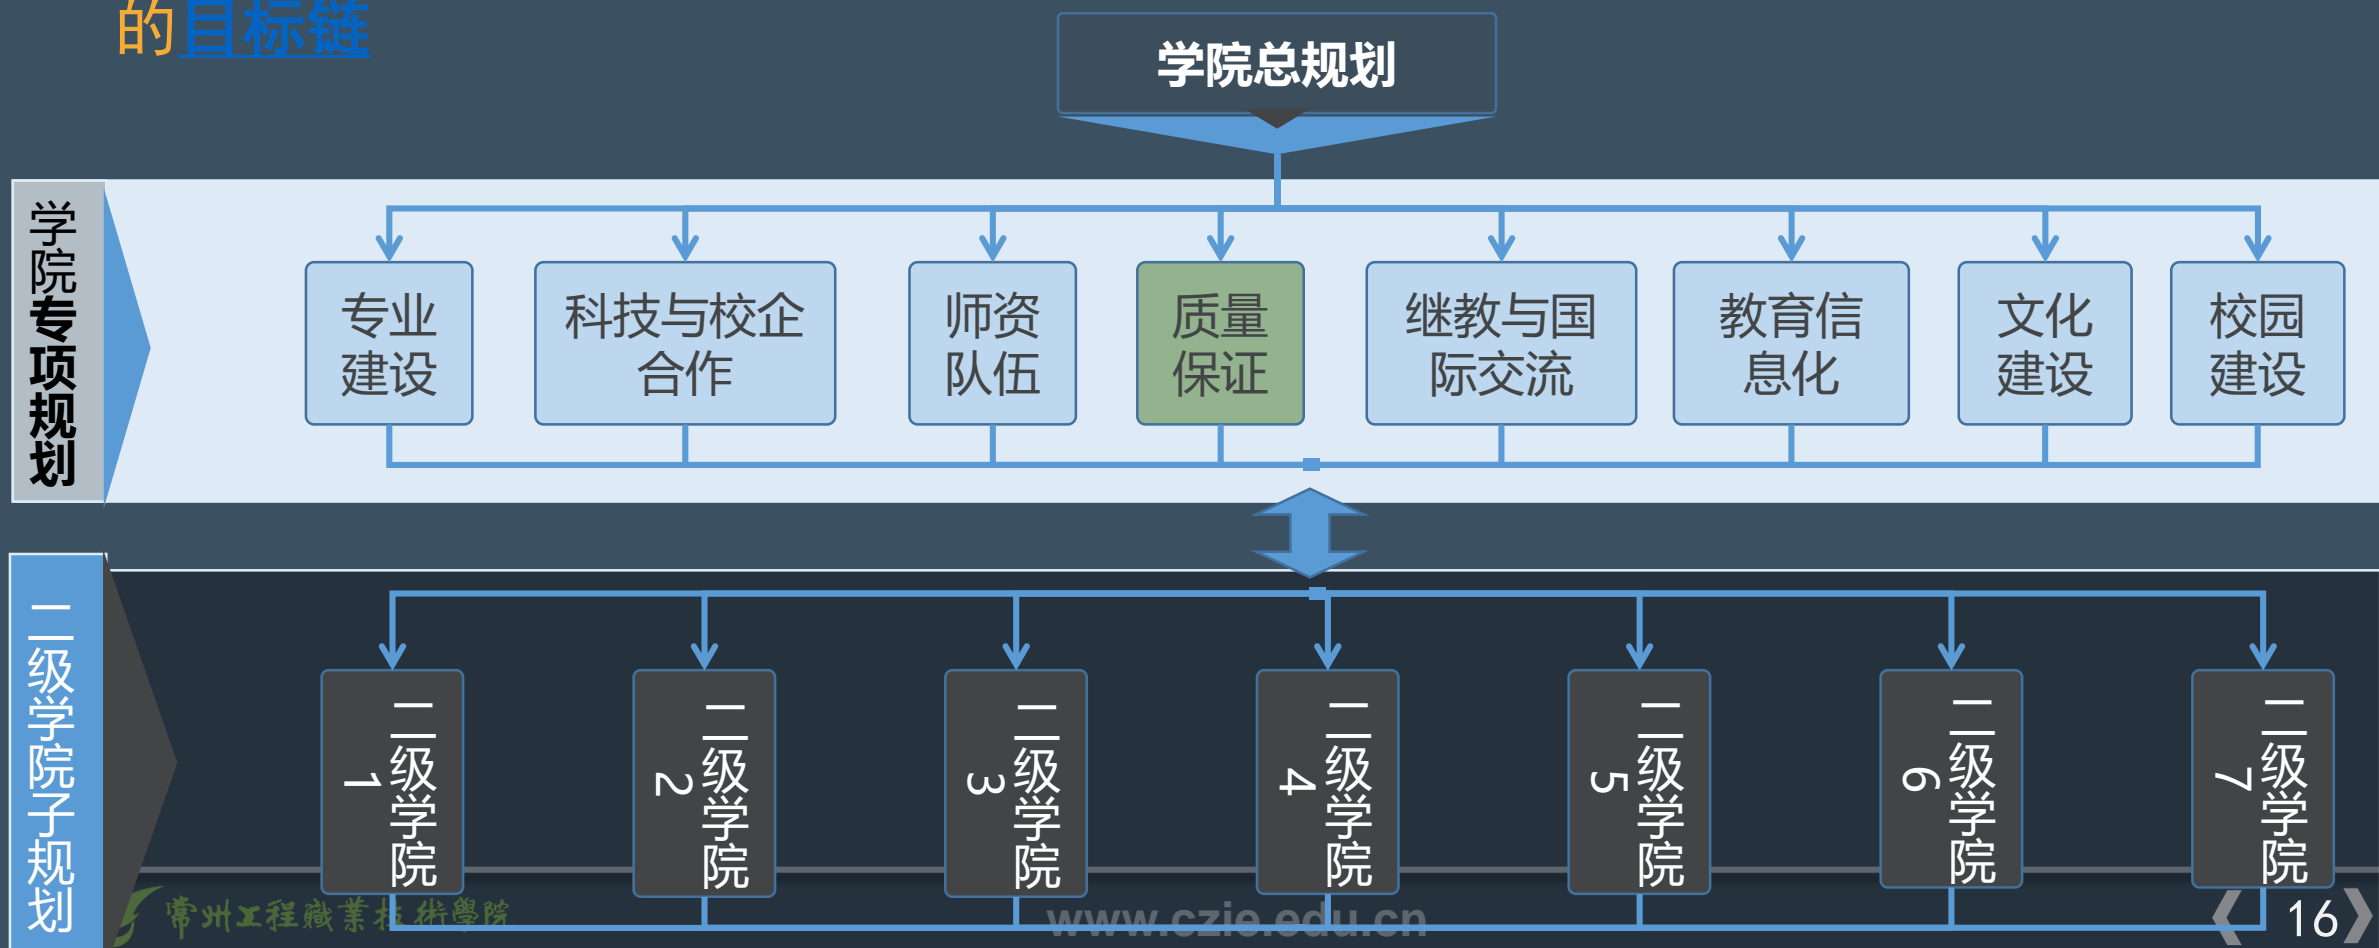 的目标链
学院总规划
学院专项规划
专业
建设
科技与校企
合作
师资
队伍
质量
保证
继教与国
际交流
教育信
息化
文化
建设
校园
建设
二级学院子规划
二级学院
1
二级学院
2
二级学院
3
二级学院
4
二级学院
5
二级学院
6
二级学院
7
常州工程職業技術學院
www.czie.edu.cn
16